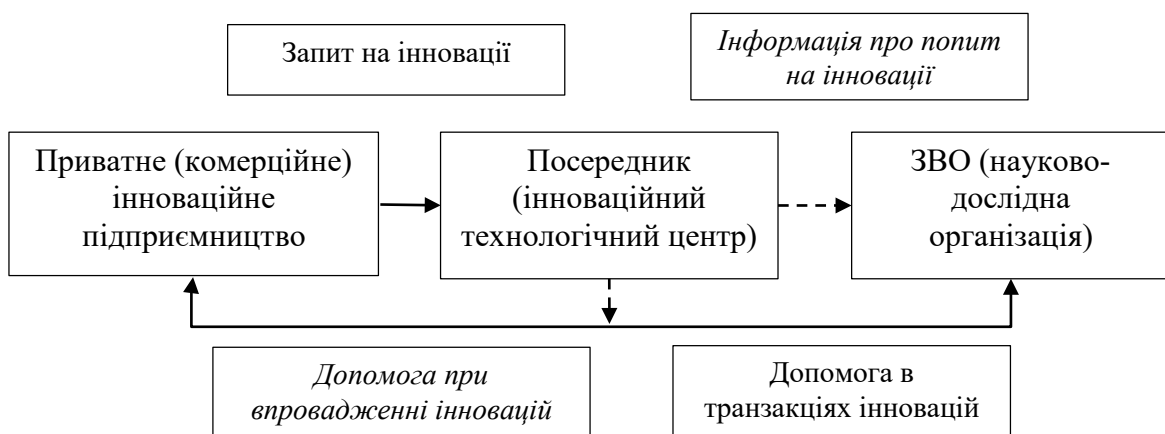 Запит на інновації
Інформація про попит
на інновації
Приватне (комерційне)
інноваційне
підприємництво
Посередник
(інноваційний
технологічний центр)
ЗВО (науково-
дослідна
організація)
Допомога при
впровадженні інновацій
Допомога в
транзакціях інновацій